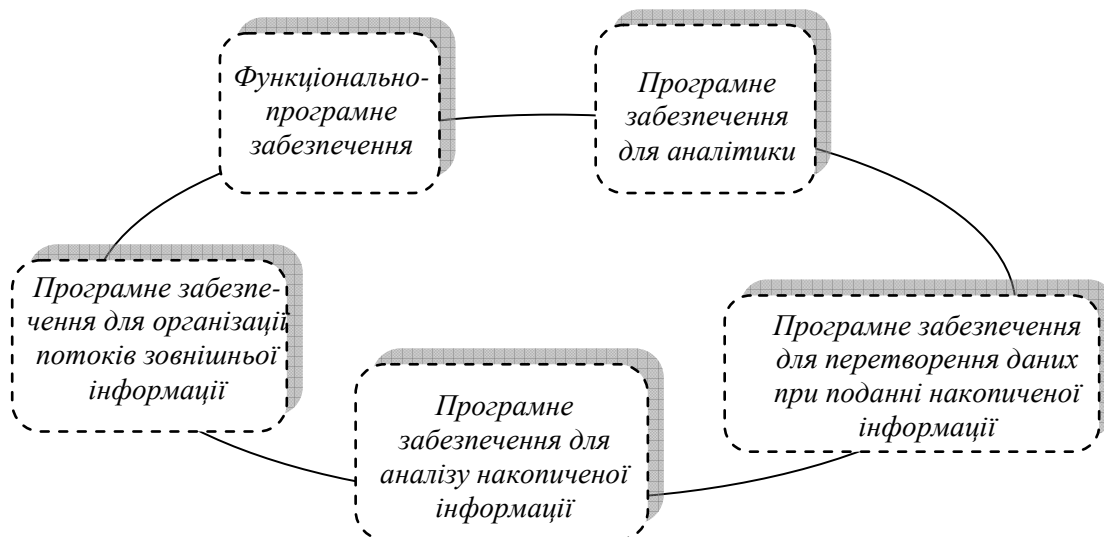 Функціонально-
програмне
забезпечення
Програмне
забезпечення
для аналітики
Програмне забезпе-
чення для організації
потоків зовнішньої
інформації
Програмне забезпечення
для перетворення даних
при поданні накопиченої
інформації
Програмне
забезпечення для
аналізу накопиченої
інформації